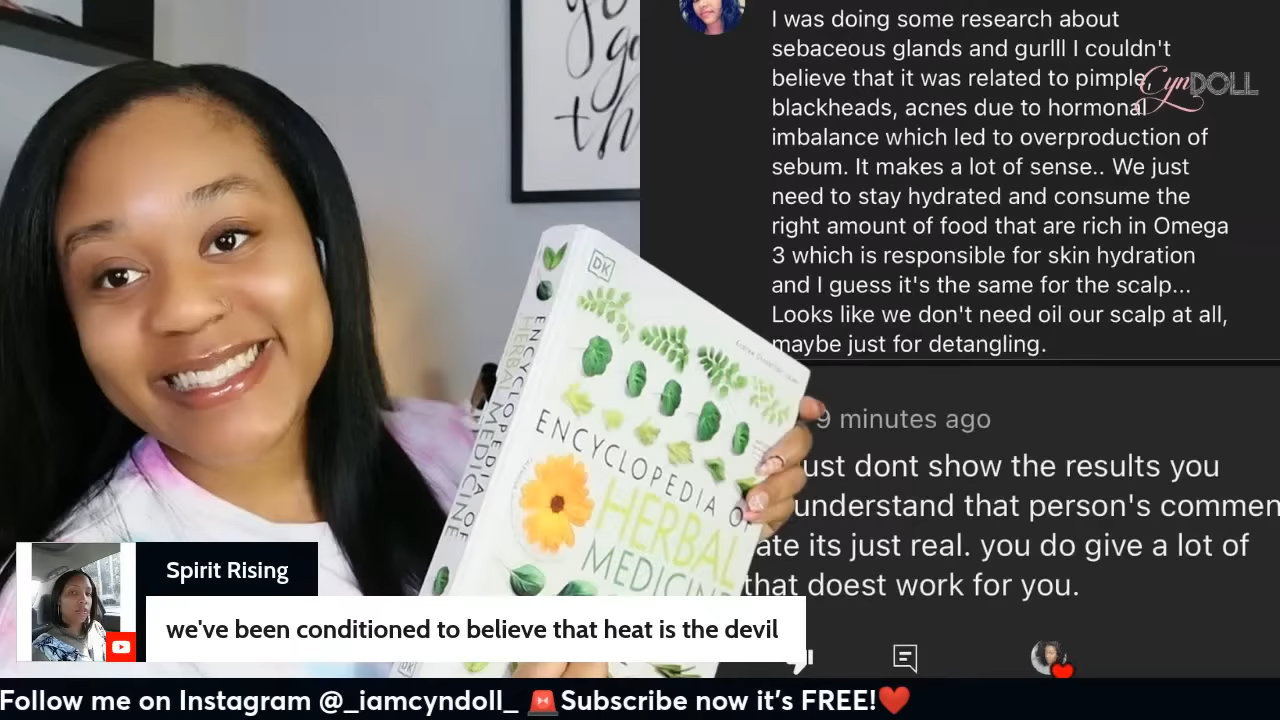 I was doing some research about
sebaceous glands and gurlll I couldn't
believe that it was related to pimple,
blackheads, acnes due to hormonal
imbalance which led to overproduction of
sebum. It makes a lot of sense.. We just
need to stay hydrated and consume the
right amount of food that are rich in Omega
3 which is responsible for skin hydration
and I guess it's the same for the scalp...
Looks like we don't need oil our scalp at all,
maybe just for detangling.
CynDOLL
9 minutes ago
ust dont show the results you
understand that person's commen
ate its just real. you do give a lot of
that doest work for you.
DK
ENCYCLOPEDIA OF
HERBAL
MEDICINE
ENCYCLOPEDIA OF
HERBAL MEDICINE
DK
Spirit Rising
we've been conditioned to believe that heat is the devil
Follow me on Instagram @_iamcyndoll_ 🚨Subscribe now it's FREE!❤️